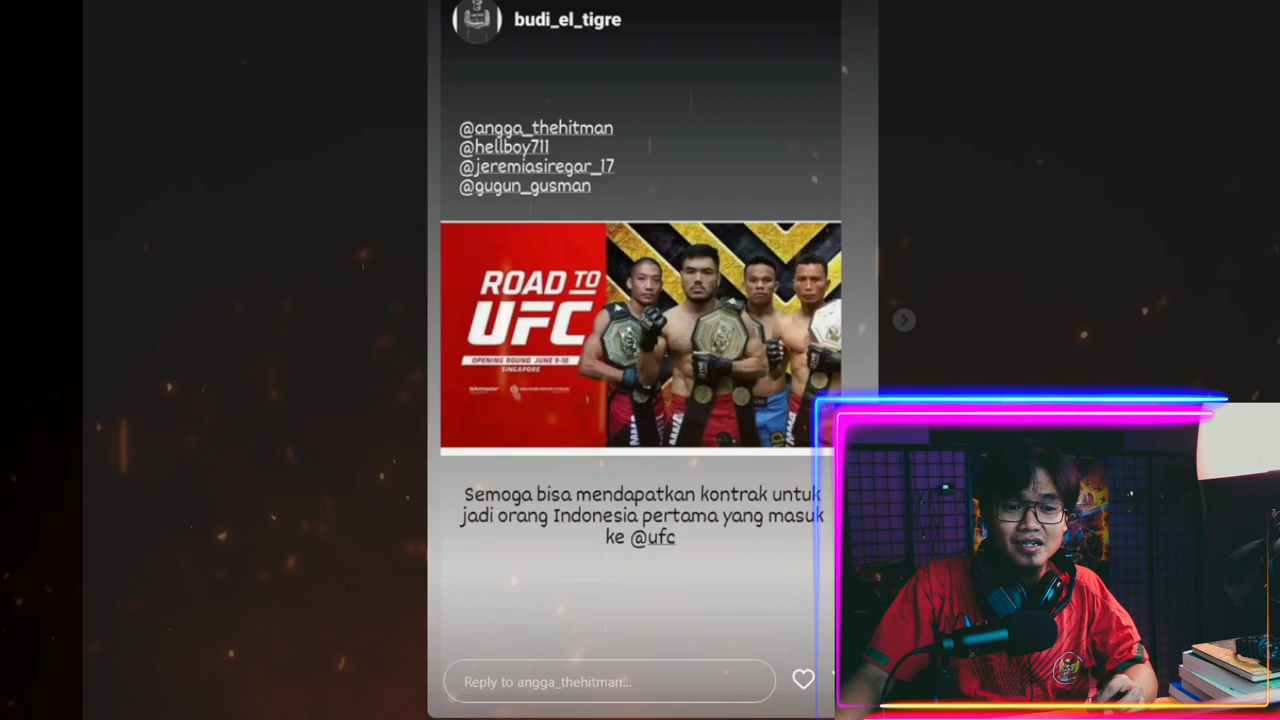 budi_el_tigre
@angga_thehitman
@hellboy711
@jeremiasiregar_17
@gugun_gusman
ROAD TO
UFC
OPENING ROUND JUNE 9-10
SINGAPORE
Semoga bisa mendapatkan kontrak untuk
jadi orang Indonesia pertama yang masuk
ke @ufc
Reply to angga_thehitman...